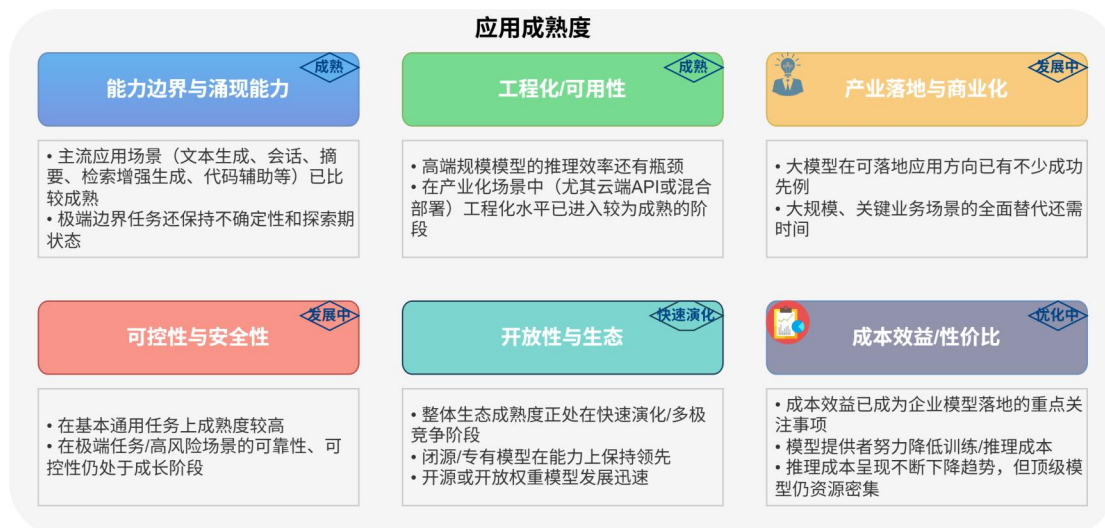 应用成熟度
能力边界与涌现能力
成熟
• 主流应用场景（文本生成、会话、摘
要、检索增强生成、代码辅助等）已比
较成熟
• 极端边界任务还保持不确定性和探索期
状态
工程化/可用性
成熟
• 高端规模模型的推理效率还有瓶颈
• 在产业化场景中（尤其云端API或混合
部署）工程化水平已进入较为成熟的阶
段
产业落地与商业化
发展中
• 大模型在可落地应用方向已有不少成功
先例
• 大规模、关键业务场景的全面替代还需
时间
可控性与安全性
发展中
• 在基本通用任务上成熟度较高
• 在极端任务/高风险场景的可靠性、可
控性仍处于成长阶段
开放性与生态
快速演化
• 整体生态成熟度正处在快速演化/多极
竞争阶段
• 闭源/专有模型在能力上保持领先
• 开源或开放权重模型发展迅速
成本效益/性价比
优化中
• 成本效益已成为企业模型落地的重点关
注事项
• 模型提供者努力降低训练/推理成本
• 推理成本呈现不断下降趋势，但顶级模
型仍资源密集